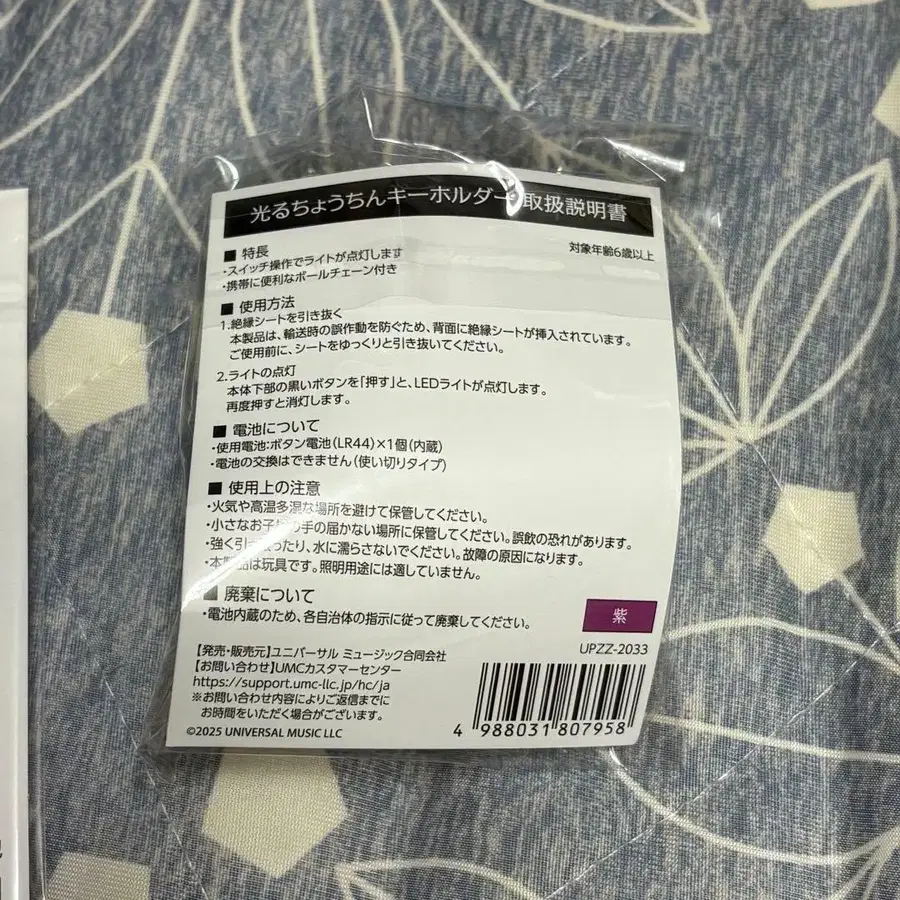 光るちょうちんキーホルダー 取扱説明書
■ 特長
対象年齢6歳以上
・スイッチ操作でライトが点灯します
・携帯に便利なボールチェーン付き
■ 使用方法
1.絶縁シートを引き抜く
本製品は、輸送時の誤作動を防ぐため、背面に絶縁シートが挿入されています。
ご使用前に、シートをゆっくりと引き抜いてください。
2.ライトの点灯
本体下部の黒いボタンを「押す」と、LEDライトが点灯します。
再度押すと消灯します。
■ 電池について
・使用電池:ボタン電池(LR44)×1個(内蔵)
・電池の交換はできません(使い切りタイプ)
■ 使用上の注意
・火気や高温多湿な場所を避けて保管してください。
・小さなお子様の手の届かない場所に保管してください。誤飲の恐れがあります。
・強く引っ張ったり、水に濡らさないでください。故障の原因になります。
・本製品は玩具です。照明用途には適していません。
■ 廃棄について
・電池内蔵のため、各自治体の指示に従って廃棄してください。
紫
UPZZ-2033
【発売・販売元】ユニバーサル ミュージック合同会社
【お問い合わせ】UMCカスタマーセンター
https://support.umc-llc.jp/hc/ja
※お問い合わせ内容によりご返信までに
お時間をいただく場合がございます。
©2025 UNIVERSAL MUSIC LLC
4 988031 807958